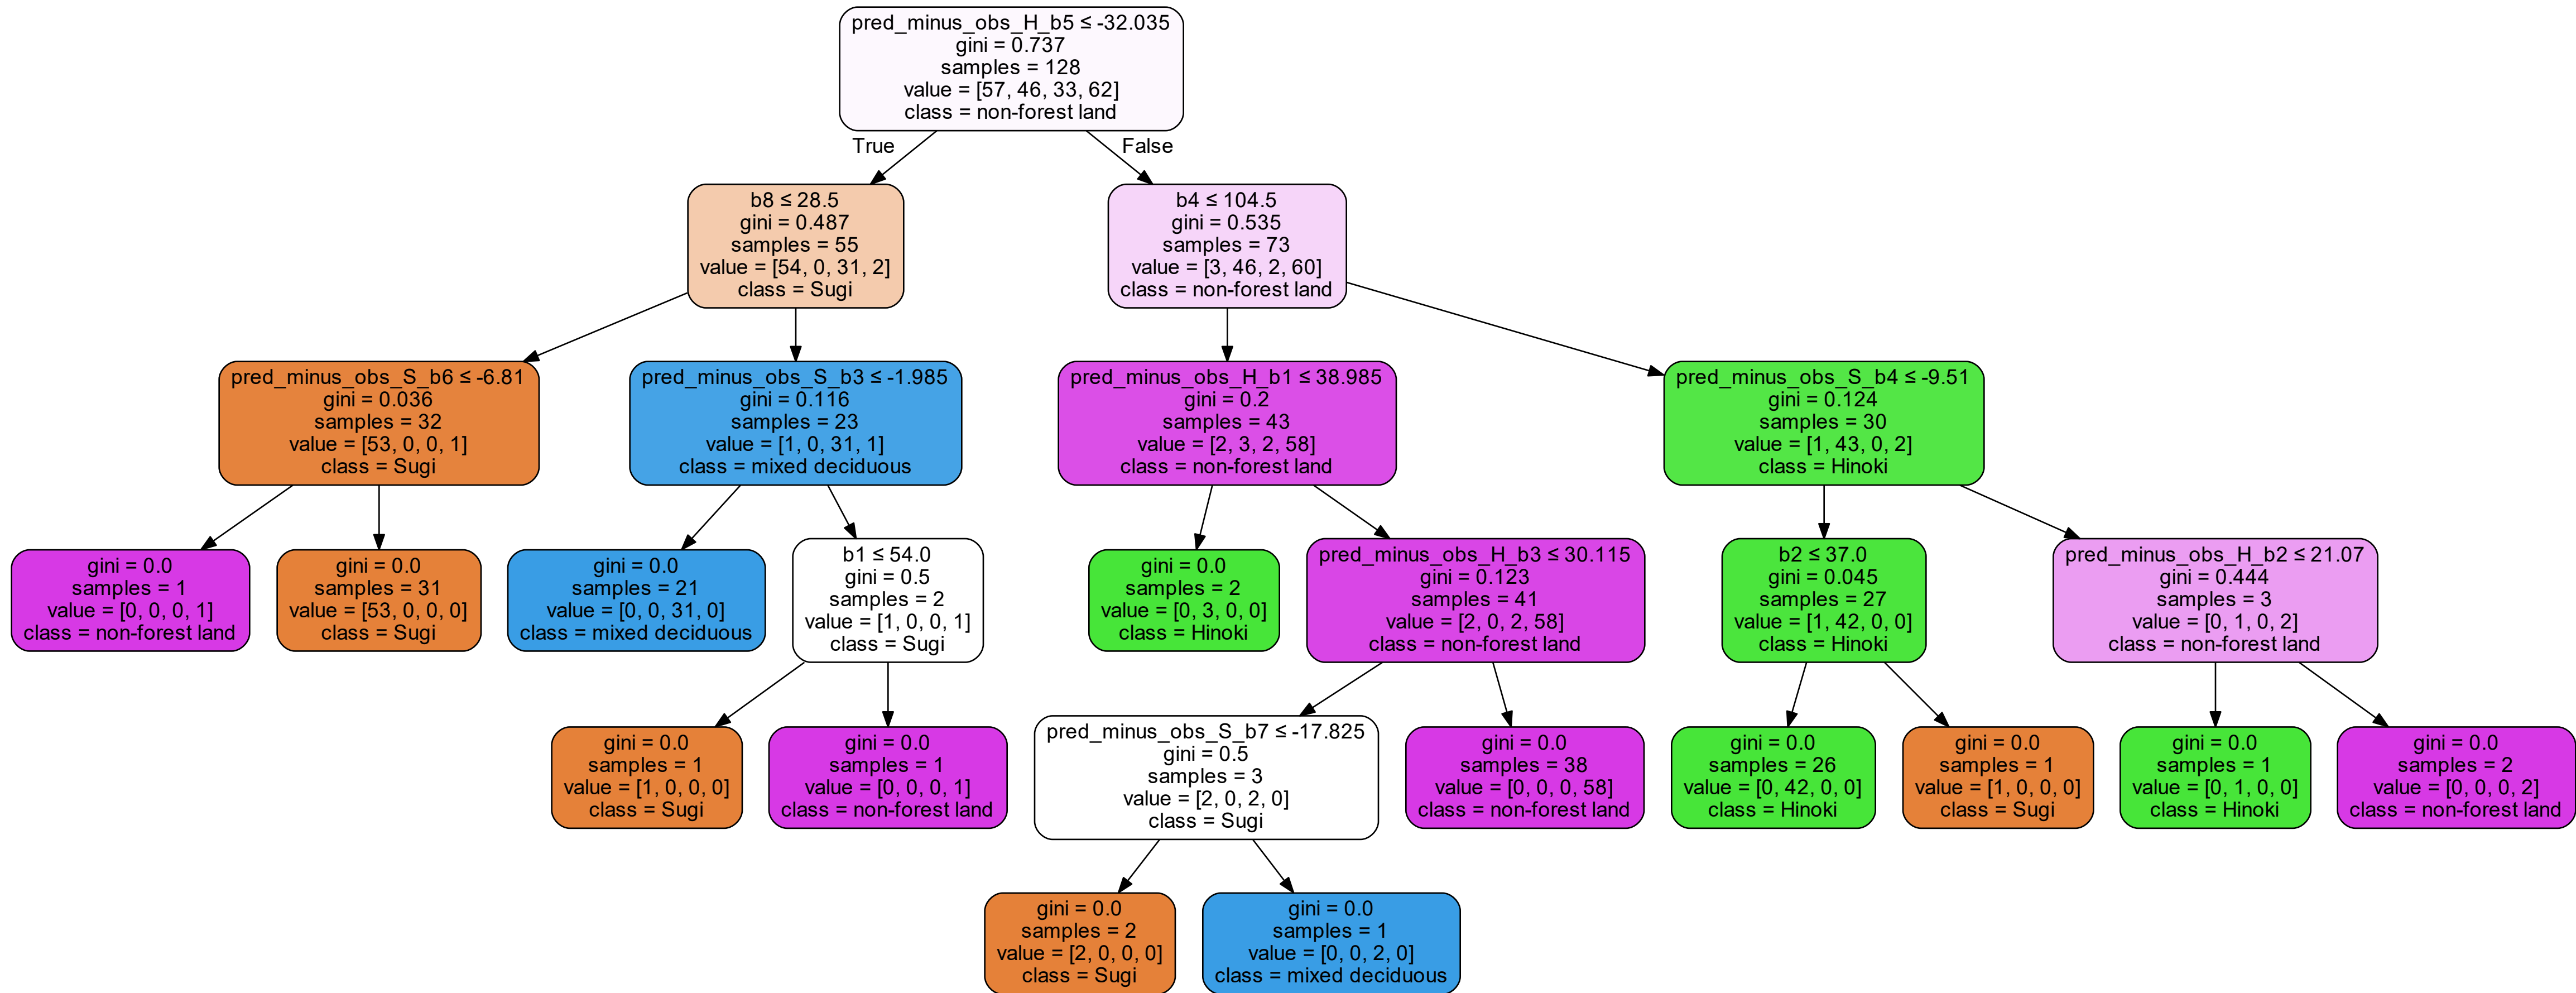 pred_minus_obs_H_b5 ≤ -32.035
gini = 0.737
samples = 128
value = [57, 46, 33, 62]
class = non-forest land
True
False
b8 ≤ 28.5
gini = 0.487
samples = 55
value = [54, 0, 31, 2]
class = Sugi
b4 ≤ 104.5
gini = 0.535
samples = 73
value = [3, 46, 2, 60]
class = non-forest land
pred_minus_obs_S_b6 ≤ -6.81
gini = 0.036
samples = 32
value = [53, 0, 0, 1]
class = Sugi
pred_minus_obs_S_b3 ≤ -1.985
gini = 0.116
samples = 23
value = [1, 0, 31, 1]
class = mixed deciduous
pred_minus_obs_H_b1 ≤ 38.985
gini = 0.2
samples = 43
value = [2, 3, 2, 58]
class = non-forest land
pred_minus_obs_S_b4 ≤ -9.51
gini = 0.124
samples = 30
value = [1, 43, 0, 2]
class = Hinoki
gini = 0.0
samples = 1
value = [0, 0, 0, 1]
class = non-forest land
gini = 0.0
samples = 31
value = [53, 0, 0, 0]
class = Sugi
gini = 0.0
samples = 21
value = [0, 0, 31, 0]
class = mixed deciduous
b1 ≤ 54.0
gini = 0.5
samples = 2
value = [1, 0, 0, 1]
class = Sugi
gini = 0.0
samples = 2
value = [0, 3, 0, 0]
class = Hinoki
pred_minus_obs_H_b3 ≤ 30.115
gini = 0.123
samples = 41
value = [2, 0, 2, 58]
class = non-forest land
b2 ≤ 37.0
gini = 0.045
samples = 27
value = [1, 42, 0, 0]
class = Hinoki
pred_minus_obs_H_b2 ≤ 21.07
gini = 0.444
samples = 3
value = [0, 1, 0, 2]
class = non-forest land
gini = 0.0
samples = 1
value = [1, 0, 0, 0]
class = Sugi
gini = 0.0
samples = 1
value = [0, 0, 0, 1]
class = non-forest land
pred_minus_obs_S_b7 ≤ -17.825
gini = 0.5
samples = 3
value = [2, 0, 2, 0]
class = Sugi
gini = 0.0
samples = 38
value = [0, 0, 0, 58]
class = non-forest land
gini = 0.0
samples = 26
value = [0, 42, 0, 0]
class = Hinoki
gini = 0.0
samples = 1
value = [1, 0, 0, 0]
class = Sugi
gini = 0.0
samples = 1
value = [0, 1, 0, 0]
class = Hinoki
gini = 0.0
samples = 2
value = [0, 0, 0, 2]
class = non-forest land
gini = 0.0
samples = 2
value = [2, 0, 0, 0]
class = Sugi
gini = 0.0
samples = 1
value = [0, 0, 2, 0]
class = mixed deciduous